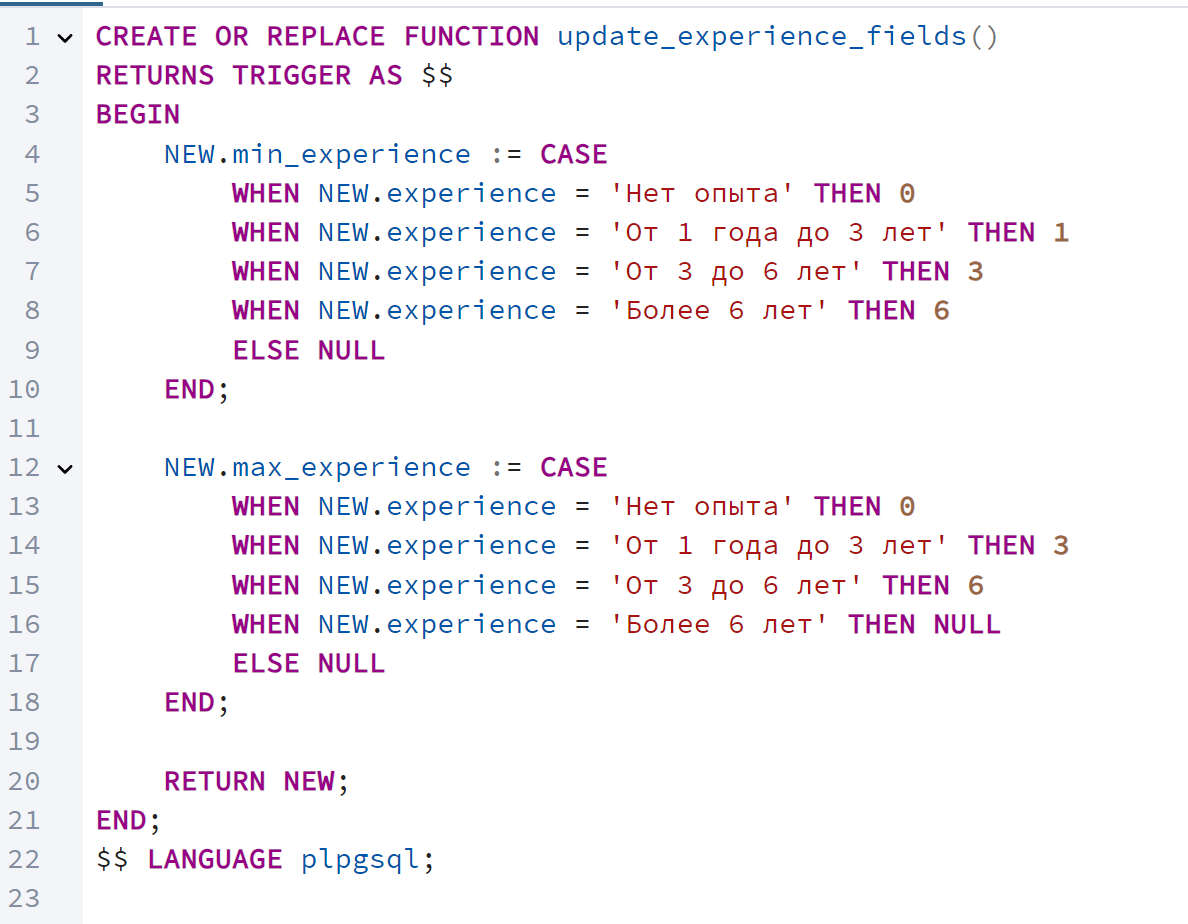 1 CREATE OR REPLACE FUNCTION update_experience_fields()
2 RETURNS TRIGGER AS $$
3 BEGIN
4     NEW.min_experience := CASE
5         WHEN NEW.experience = 'Нет опыта' THEN 0
6         WHEN NEW.experience = 'От 1 года до 3 лет' THEN 1
7         WHEN NEW.experience = 'От 3 до 6 лет' THEN 3
8         WHEN NEW.experience = 'Более 6 лет' THEN 6
9         ELSE NULL
10     END;
11
12     NEW.max_experience := CASE
13         WHEN NEW.experience = 'Нет опыта' THEN 0
14         WHEN NEW.experience = 'От 1 года до 3 лет' THEN 3
15         WHEN NEW.experience = 'От 3 до 6 лет' THEN 6
16         WHEN NEW.experience = 'Более 6 лет' THEN NULL
17         ELSE NULL
18     END;
19
20     RETURN NEW;
21 END;
22 $$ LANGUAGE plpgsql;
23